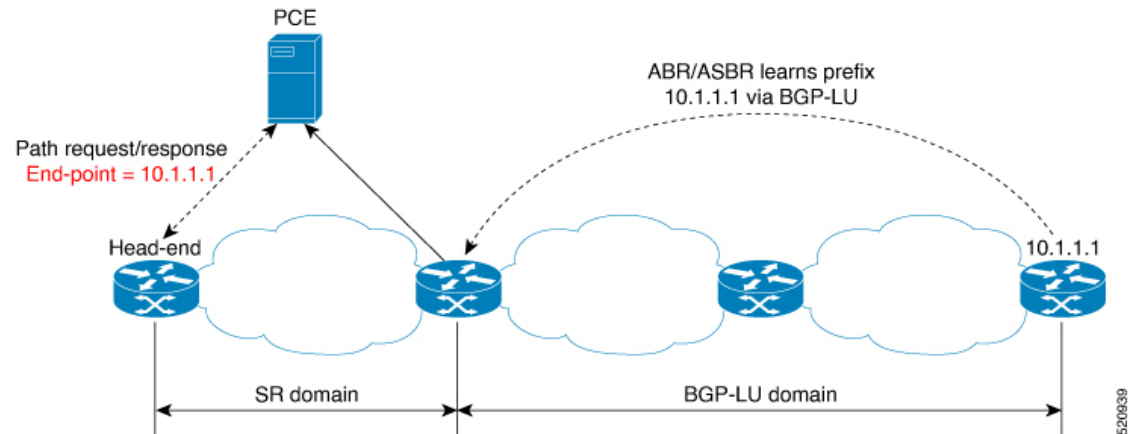 PCE
ABR/ASBR learns prefix
10.1.1.1 via BGP-LU
Path request/response
End-point = 10.1.1.1
Head-end
10.1.1.1
SR domain
BGP-LU domain
520939